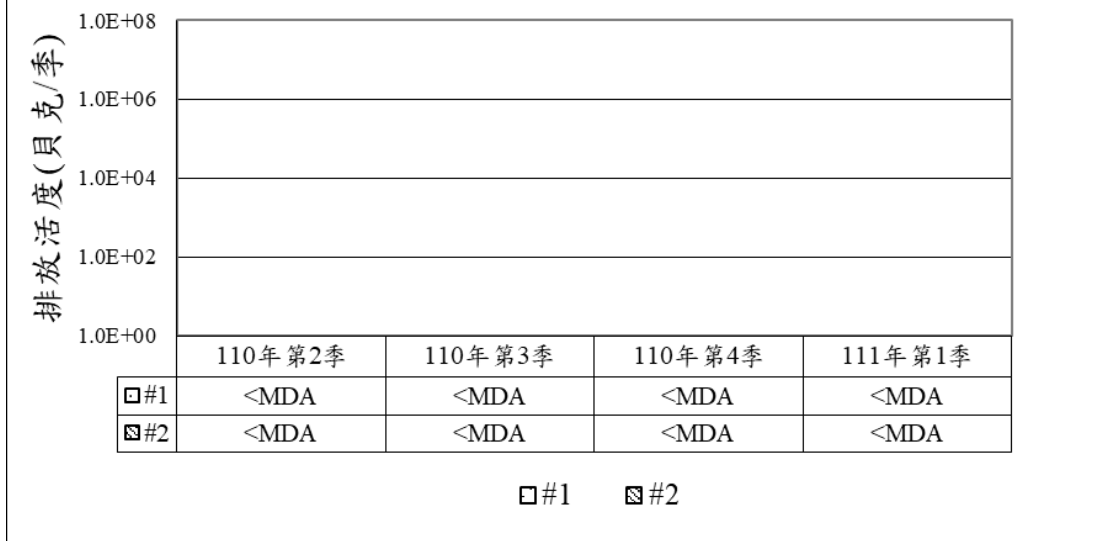 排放活度(貝克/季)
1.0E+08
1.0E+06
1.0E+04
1.0E+02
1.0E+00
110年第2季 110年第3季 110年第4季 111年第1季
#1 <MDA <MDA <MDA <MDA
#2 <MDA <MDA <MDA <MDA
#1 #2